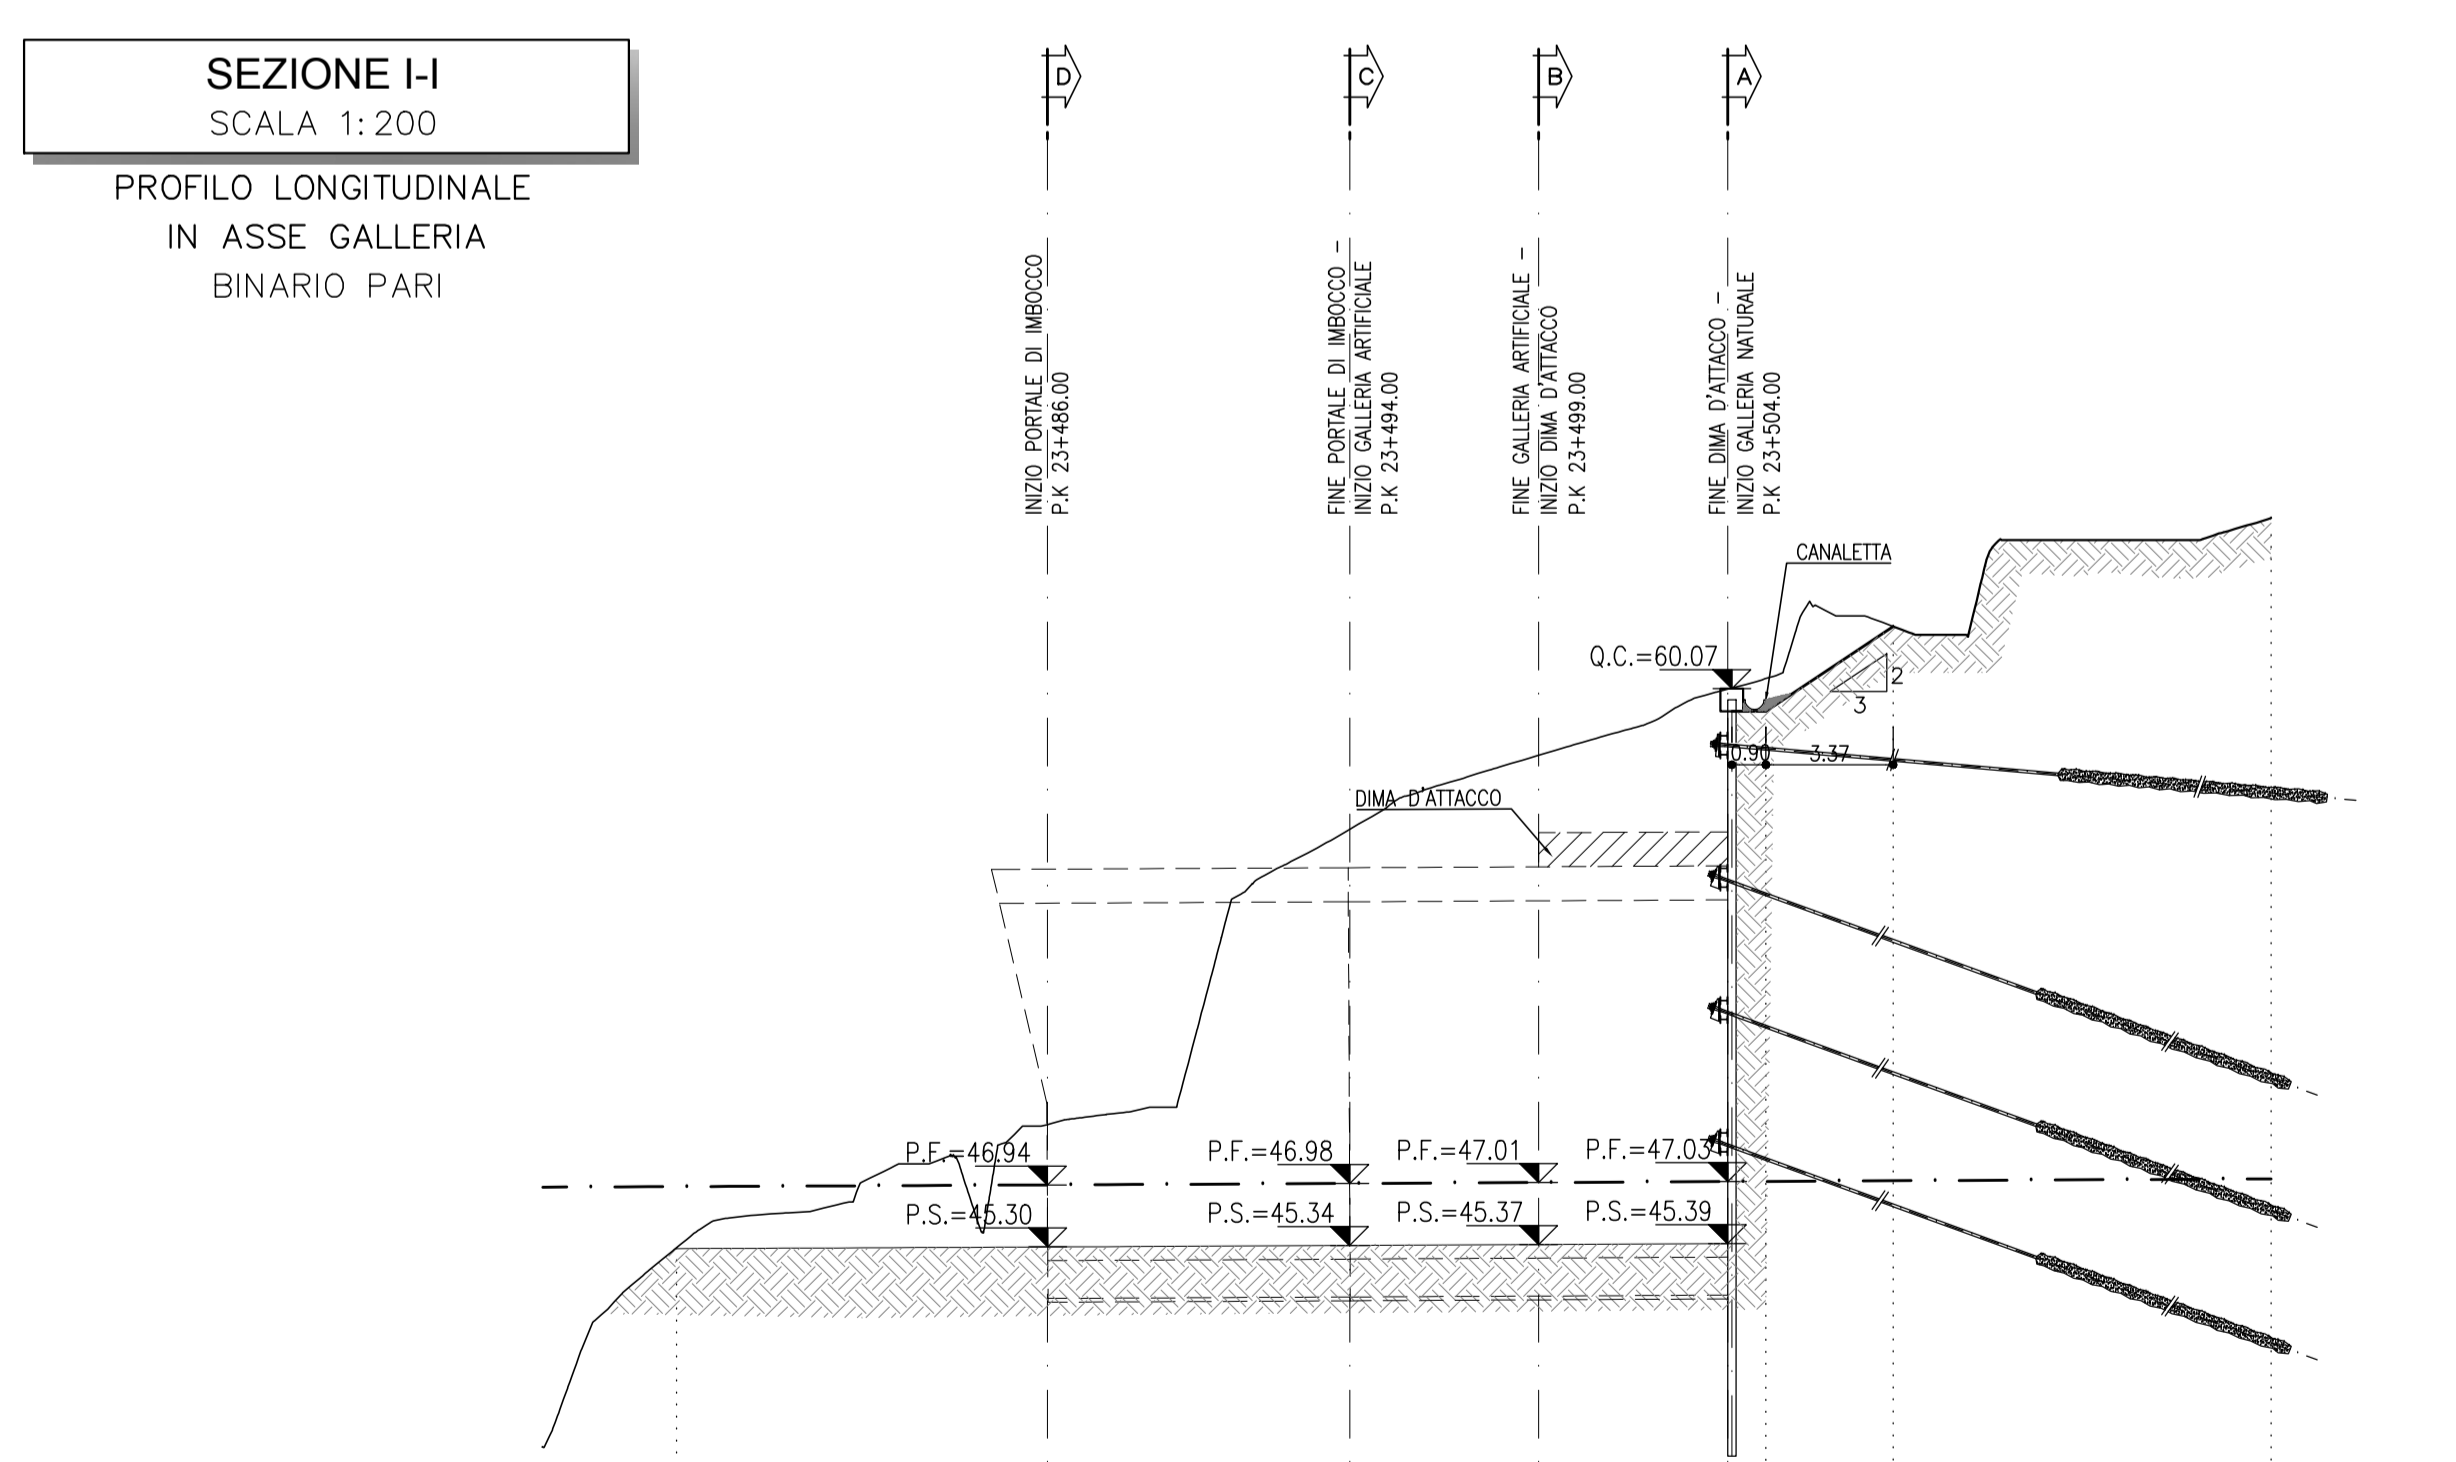 SEZIONE I-I
SCALA 1:200
PROFILO LONGITUDINALE
IN ASSE GALLERIA
BINARIO PARI
D
C
B
A
INIZIO PORTALE DI IMBOCCO
P.K 23+486.00
FINE PORTALE DI IMBOCCO –
INIZIO GALLERIA ARTIFICIALE
P.K 23+494.00
FINE GALLERIA ARTIFICIALE –
INIZIO DIMA D'ATTACCO
P.K 23+499.00
FINE DIMA D'ATTACCO –
INIZIO GALLERIA NATURALE
P.K 23+504.00
CANALETTA
Q.C.=60.07
2
3
0.90
3.37
DIMA D'ATTACCO
P.F.=46.94
P.F.=46.98
P.F.=47.01
P.F.=47.03
P.S.=45.30
P.S.=45.34
P.S.=45.37
P.S.=45.39